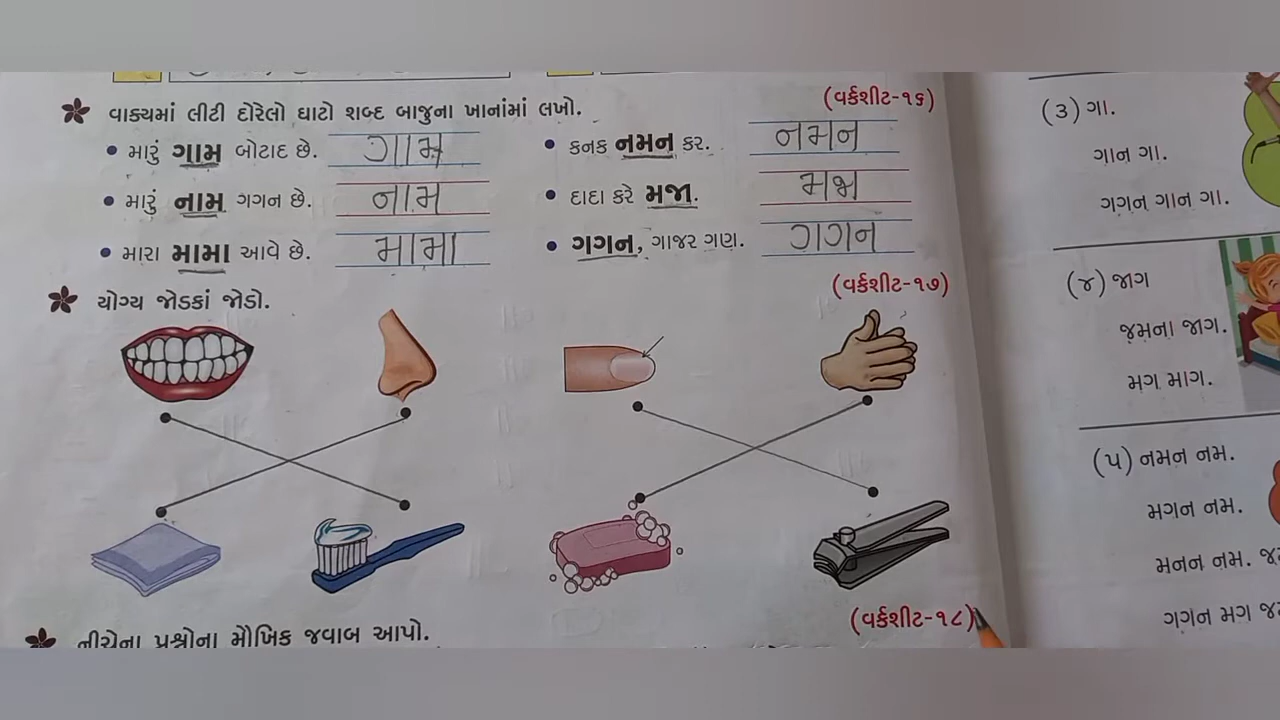 વાક્યમાં લીટી દોરેલો ઘાટો શબ્દ બાજુના ખાનાંમાં લખો. (વર્કશીટ-૧૬)
• મારું ગામ બોટાદ છે. ગામ
• મારું નામ ગગન છે. નામ
• મારા મામા આવે છે. મામા
• કનક નમન કર. નમન
• દાદા કરે મજા. મજા
• ગગન, ગાજર ગણ. ગગન
યોગ્ય જોડકાં જોડો. (વર્કશીટ-૧૭)
નીચેના પ્રશ્નોના મૌખિક જવાબ આપો. (વર્કશીટ-૧૮)
(૩) ગા.
ગાન ગા.
ગગન ગાન ગા.
(૪) જાગ
જમના જાગ.
મગ માગ.
(૫) નમન નમ.
મગન નમ.
મનન નમ.
ગગન મગ